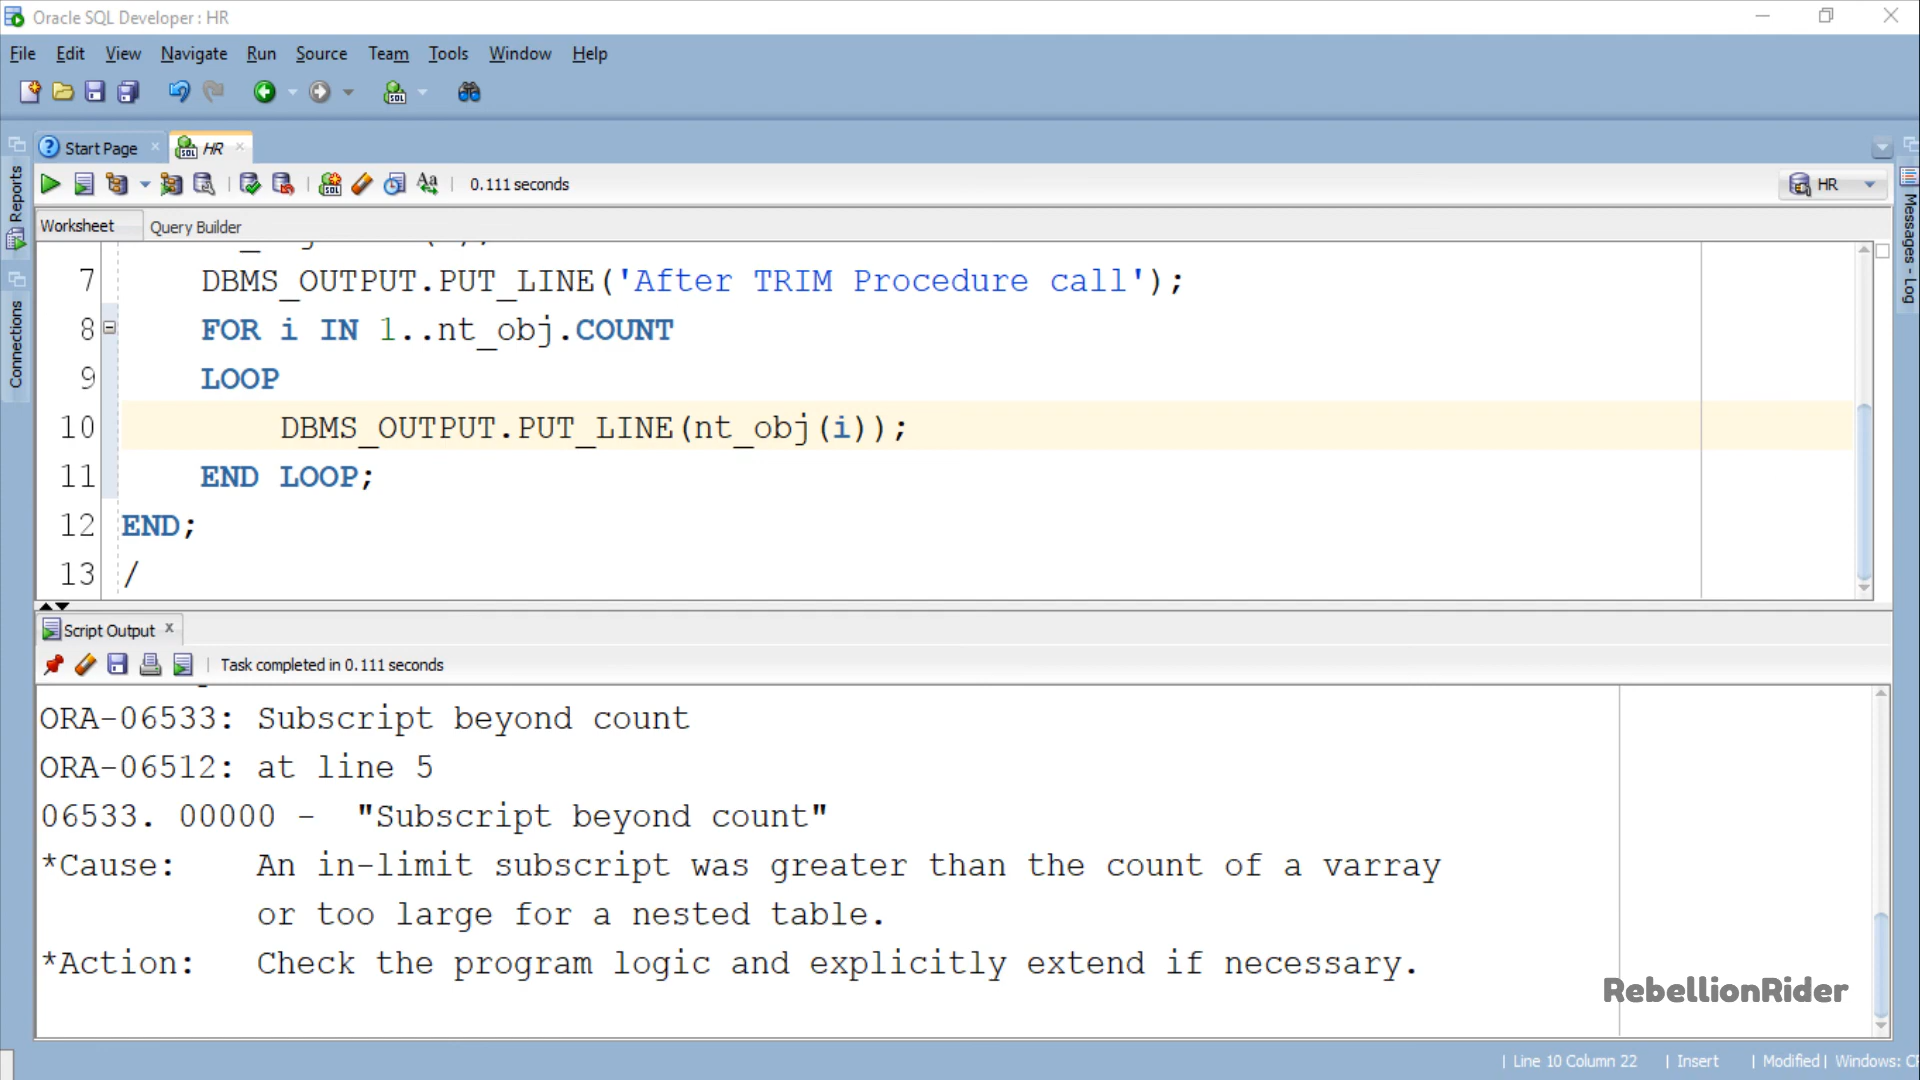 Oracle SQL Developer : HR
File Edit View Navigate Run Source Team Tools Window Help
Start Page HR
0.111 seconds
HR
Reports
Connections
Messages - Log
Worksheet Query Builder
7 DBMS_OUTPUT.PUT_LINE('After TRIM Procedure call');
8 FOR i IN 1..nt_obj.COUNT
9 LOOP
10 DBMS_OUTPUT.PUT_LINE(nt_obj(i));
11 END LOOP;
12 END;
13 /
Script Output
Task completed in 0.111 seconds
ORA-06533: Subscript beyond count
ORA-06512: at line 5
06533. 00000 - "Subscript beyond count"
*Cause: An in-limit subscript was greater than the count of a varray
or too large for a nested table.
*Action: Check the program logic and explicitly extend if necessary.
RebellionRider
| Line 10 Column 22 | Insert | Modified | Windows: